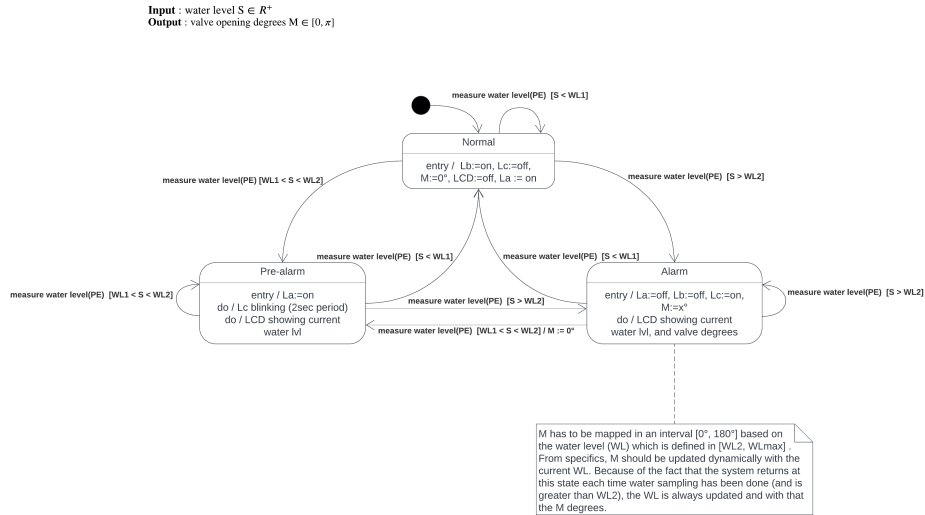 Input : water level S ∈ R⁺
Output : valve opening degrees M ∈ [0, π]
measure water level(PE) [S < WL1]
Normal
entry / Lb:=on, Lc:=off,
M:=0°, LCD:=off, La := on
measure water level(PE) [WL1 < S < WL2]
measure water level(PE) [S > WL2]
measure water level(PE) [S < WL1]
measure water level(PE) [S < WL1]
Pre-alarm
entry / La:=on
do / Lc blinking (2sec period)
do / LCD showing current
water lvl
Alarm
entry / La:=off, Lb:=off, Lc:=on,
M:=x°
do / LCD showing current
water lvl, and valve degrees
measure water level(PE) [WL1 < S < WL2]
measure water level(PE) [S > WL2]
measure water level(PE) [S > WL2]
measure water level(PE) [WL1 < S < WL2] / M := 0°
M has to be mapped in an interval [0°, 180°] based on
the water level (WL) which is defined in [WL2, WLmax] .
From specifics, M should be updated dynamically with the
current WL. Because of the fact that the system returns at
this state each time water sampling has been done (and is
greater than WL2), the WL is always updated and with that
the M degrees.